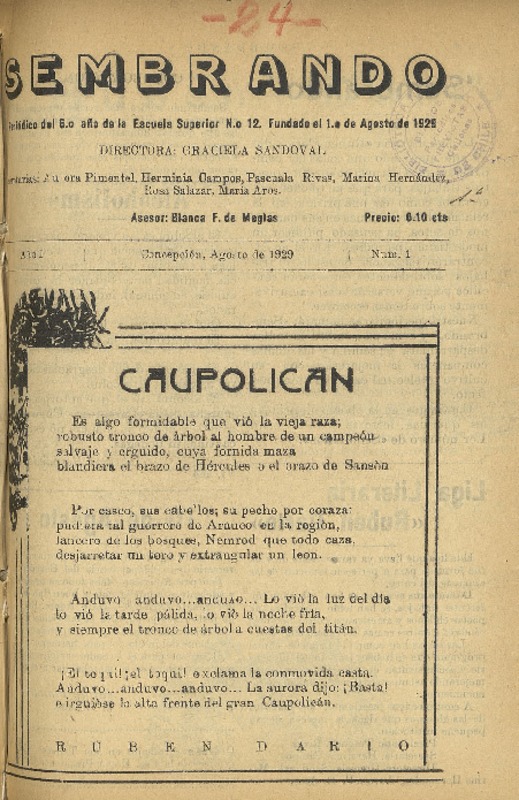 -24-
SEMBRANDO
Periódico del 6.o año de la Escuela Superior N.o 12. Fundado el 1.o de Agosto de 1929
DIRECTORA: GRACIELA SANDOVAL
Aurora Pimentel, Herminia Campos, Pascuala Rivas, Marina Hernández,
Rosa Salazar, María Aros.
Asesor: Blanca F. de Megías
Precio: 0.10 cts
Concepción, Agosto de 1929
Num. 1
CAUPOLICAN
Es algo formidable que vió la vieja raza;
robusto tronco de árbol al hombro de un campeón
salvaje y erguido, cuya fornida maza
blandiera el brazo de Hércules o el brazo de Sansón
Por casco, sus cabellos; su pecho por coraza:
pudiera tal guerrero de Arauco en la región,
lancero de los bosques, Nemrod que todo caza,
desjarretar un toro y extrangular un león.
Anduvo anduvo...anduvo... Lo vió la luz del día
lo vió la tarde pálida, lo vió la noche fría,
y siempre el tronco de árbol a cuestas del titán.
¡El toqui! ¡el toqui! exclama la conmovida casta.
Anduvo...anduvo...anduvo... La aurora dijo: ¡Basta!
e irguióse la alta frente del gran Caupolicán.
RUBEN DARIO